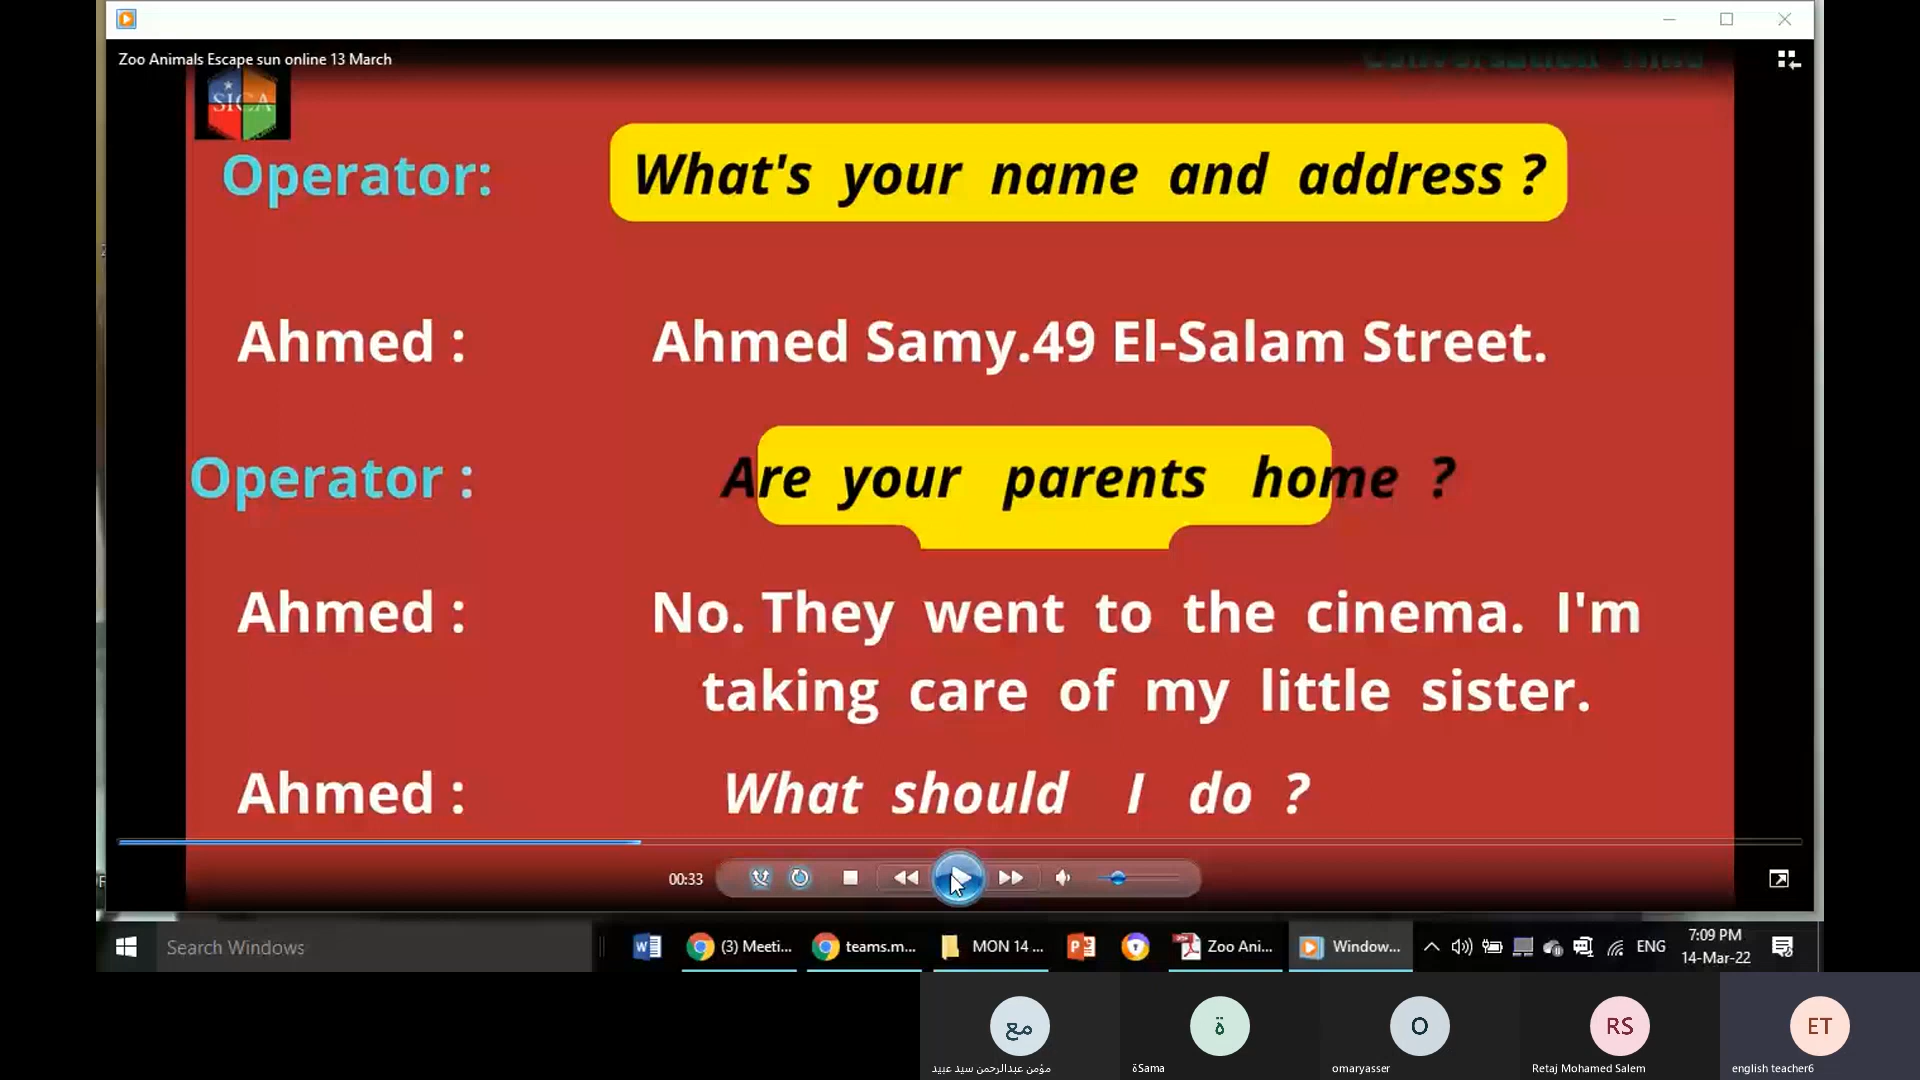 Zoo Animals Escape sun online 13 March
SICA
Operator: What's your name and address ?
Ahmed : Ahmed Samy.49 El-Salam Street.
Operator : Are your parents home ?
Ahmed : No. They went to the cinema. I'm
taking care of my little sister.
Ahmed : What should I do ?
00:33
Search Windows
(3) Meeti...
teams.m...
MON 14 ...
Zoo Ani...
Window...
ENG
7:09 PM
14-Mar-22
مع
ة
O
RS
ET
مؤمن عبدالرحمن سيد عبيد
ةSama
omaryasser
Retaj Mohamed Salem
english teacher6